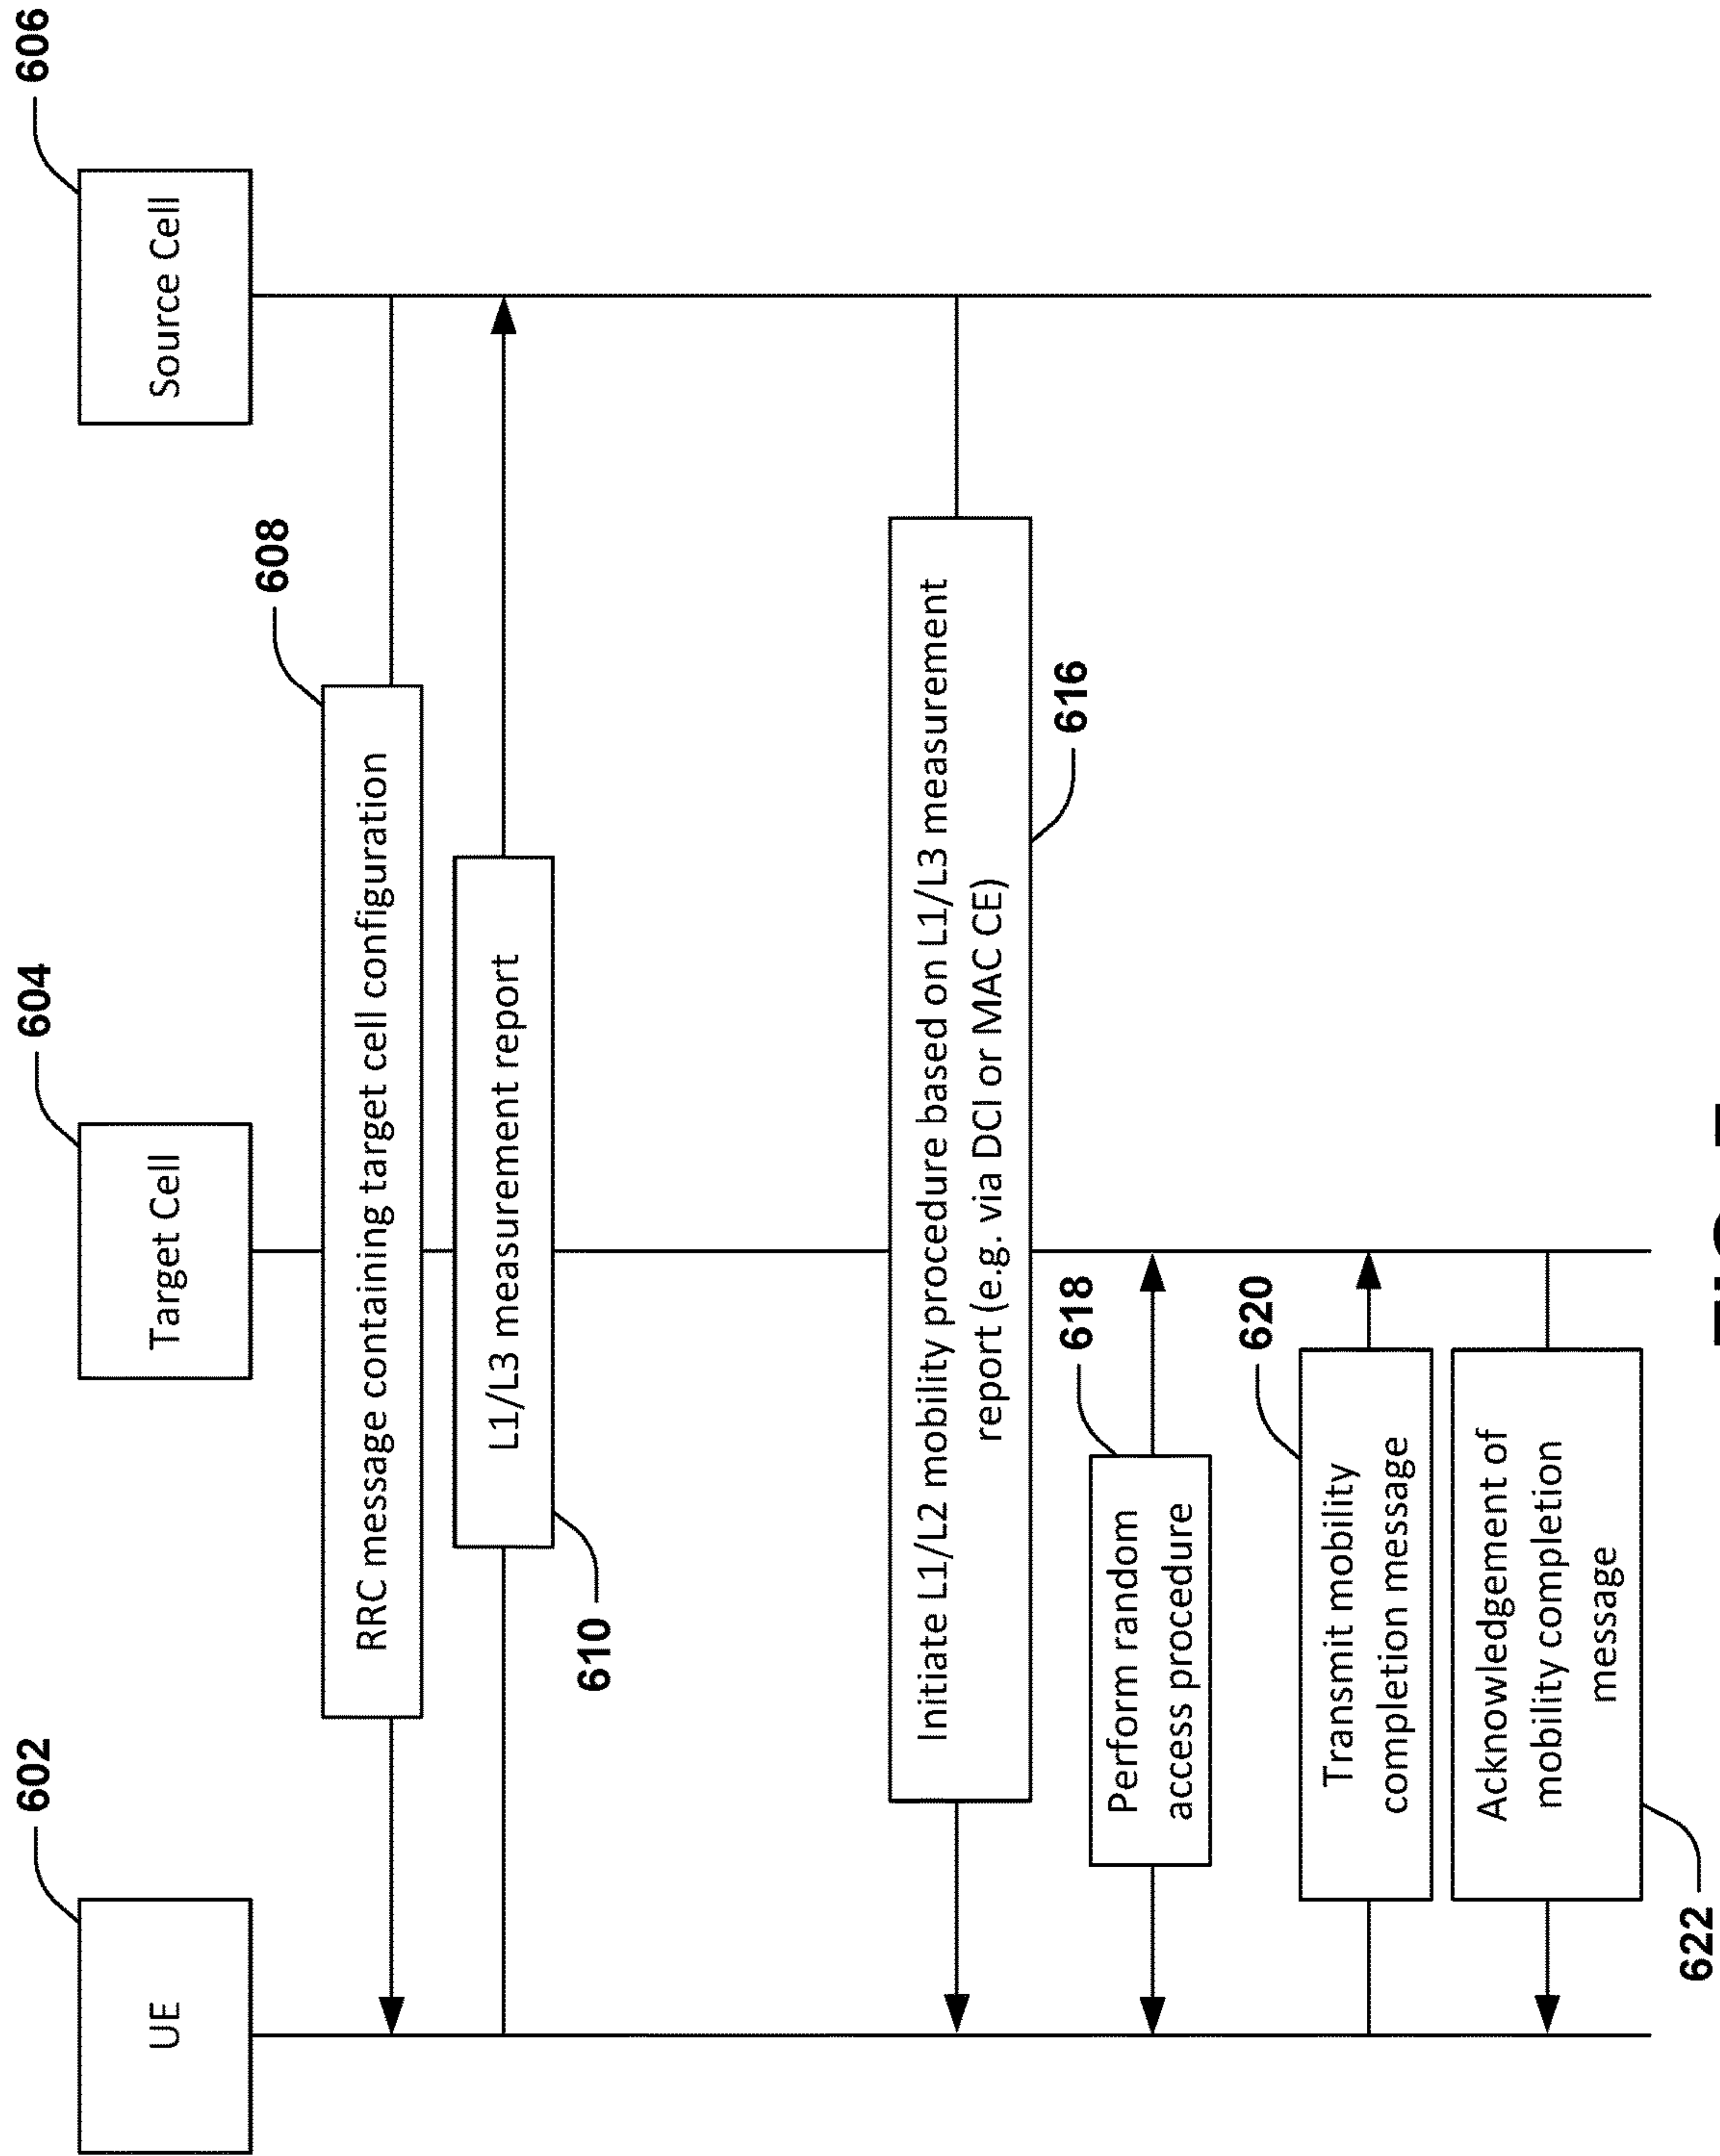 602
UE
604
Target Cell
606
Source Cell
608
RRC message containing target cell configuration
L1/L3 measurement report
610
Initiate L1/L2 mobility procedure based on L1/L3 measurement
report (e.g. via DCI or MAC CE)
616
618
Perform random
access procedure
620
Transmit mobility
completion message
Acknowledgement of
mobility completion
message
622